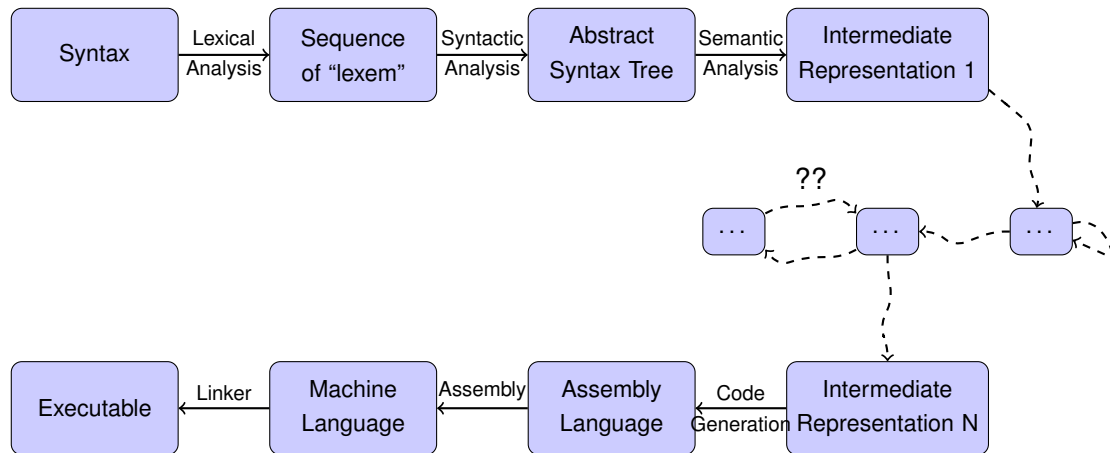 Syntax
Lexical
Analysis
Sequence
of “lexem”
Syntactic
Analysis
Abstract
Syntax Tree
Semantic
Analysis
Intermediate
Representation 1
??
...
...
...
Executable
Linker
Machine
Language
Assembly
Assembly
Language
Code
Generation
Intermediate
Representation N